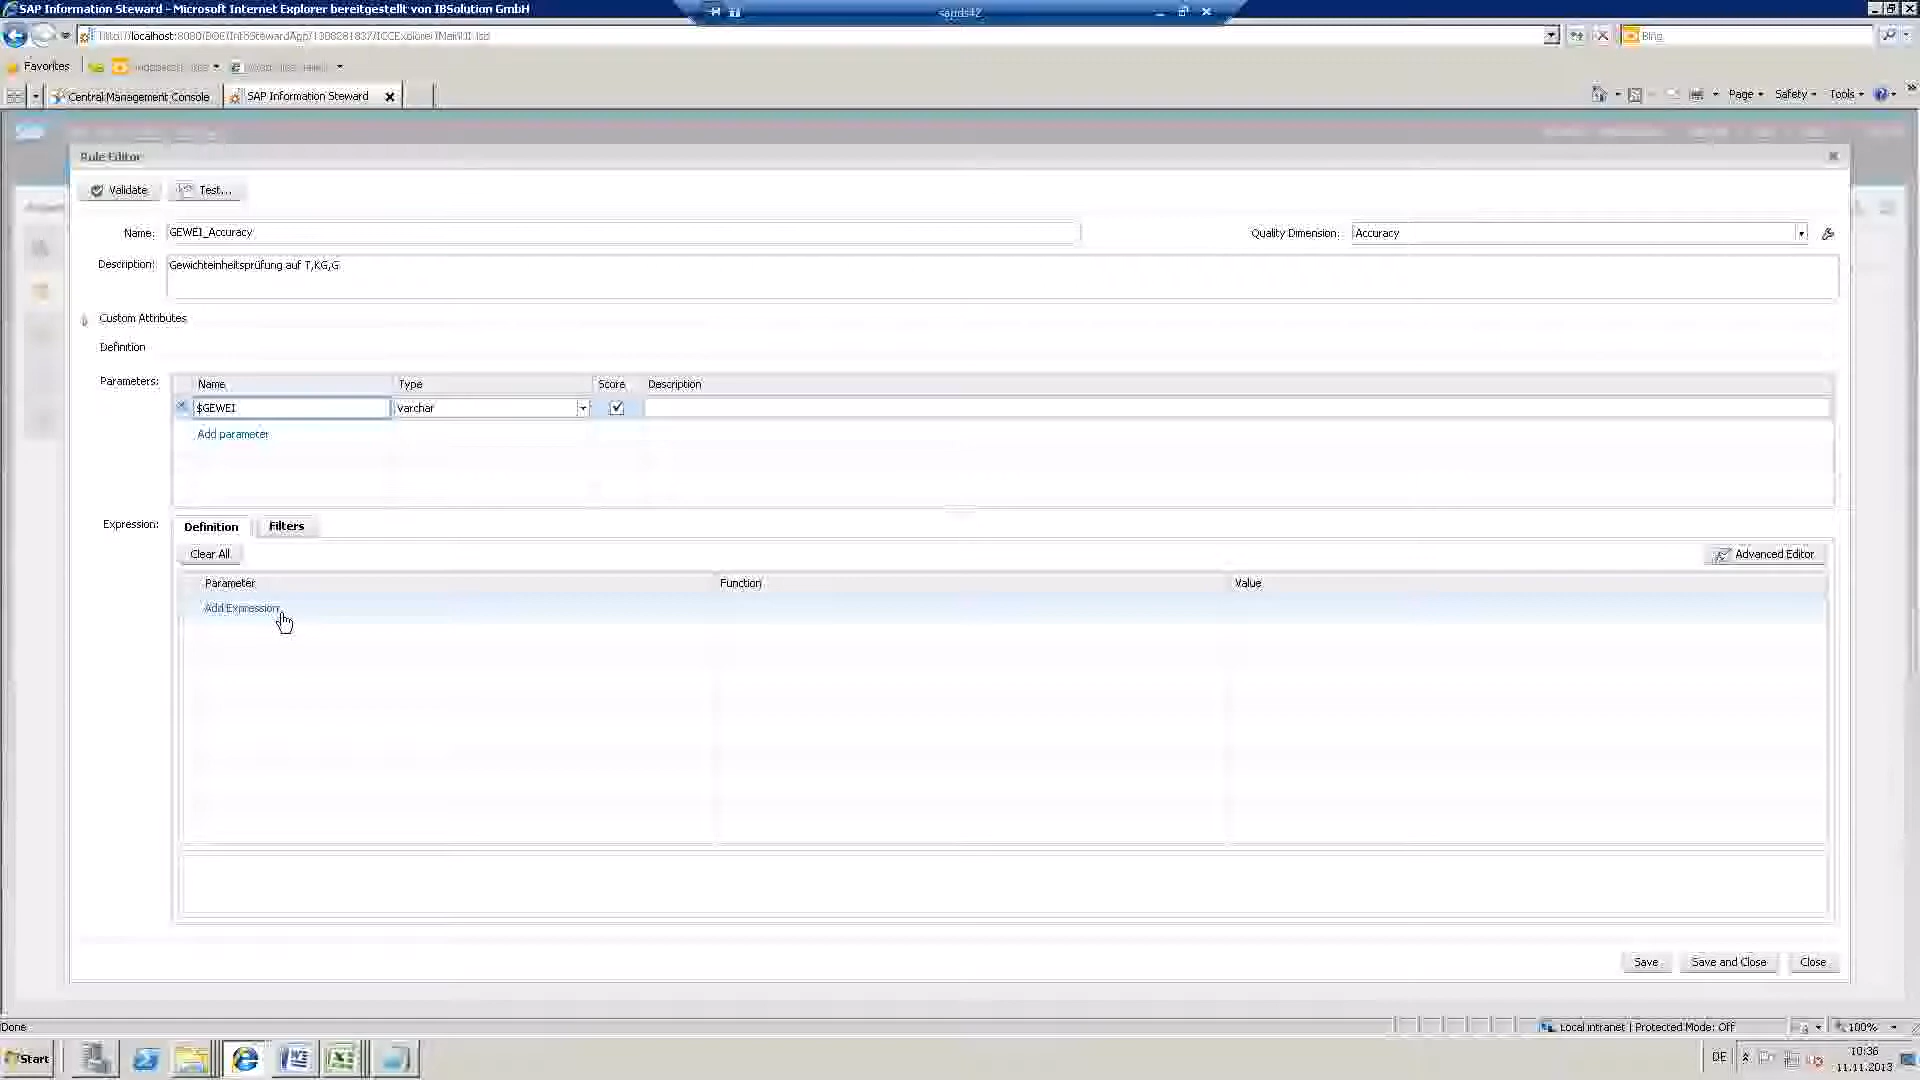 SAP Information Steward - Microsoft Internet Explorer bereitgestellt von IBSolution GmbH
Bing
Favorites
Central Management Console
SAP Information Steward
Page
Safety
Tools
Rule Editor
Validate
Test...
Name:
GEWEI_Accuracy
Quality Dimension:
Accuracy
Description:
Gewichteinheitsprüfung auf T,KG,G
Custom Attributes
Definition
Parameters:
Name
Type
Score
Description
$GEWEI
Varchar
Add parameter
Expression:
Definition
Filters
Clear All
Advanced Editor
Parameter
Function
Value
Add Expression
Save
Save and Close
Close
Done
Local intranet | Protected Mode: Off
100%
Start
DE
10:36
11.11.2013